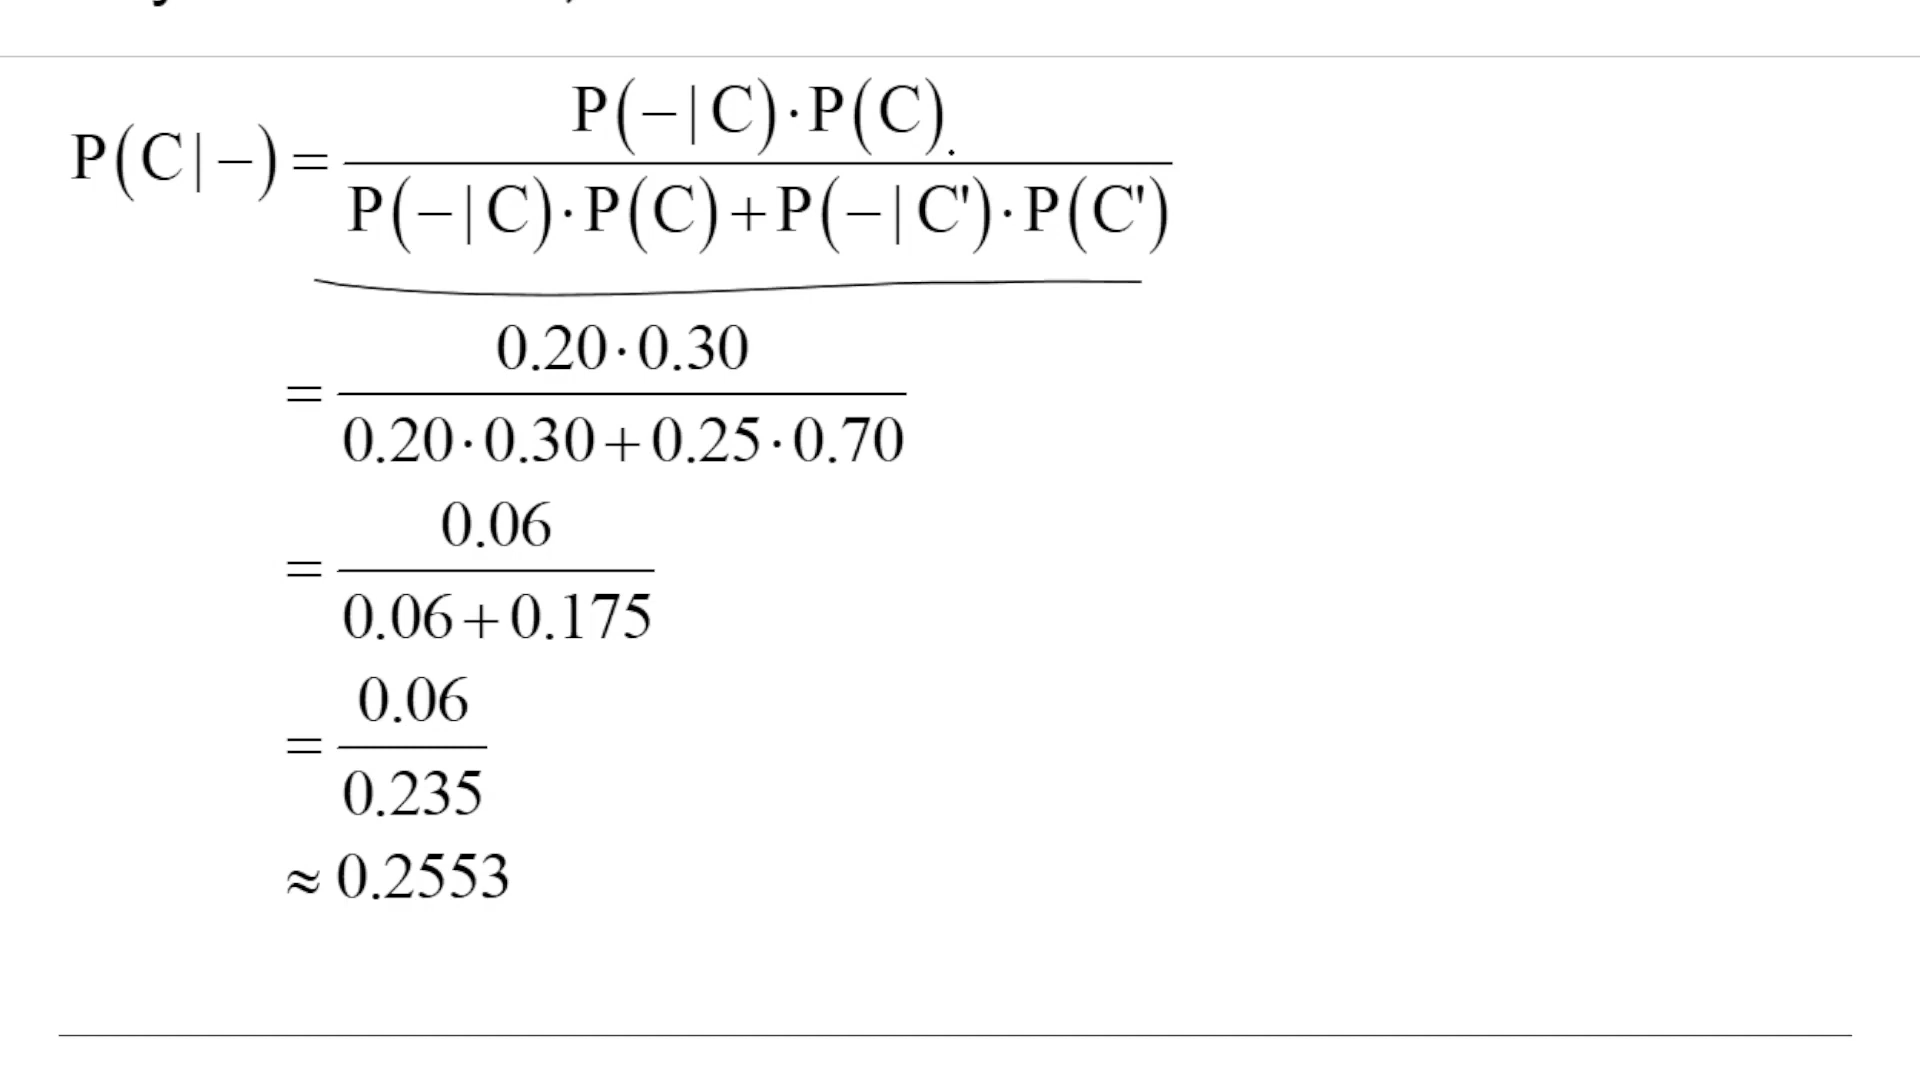 P(C|−) = P(−|C)·P(C) / P(−|C)·P(C)+P(−|C')·P(C')
= 0.20·0.30 / 0.20·0.30+0.25·0.70
= 0.06 / 0.06+0.175
= 0.06 / 0.235
≈ 0.2553